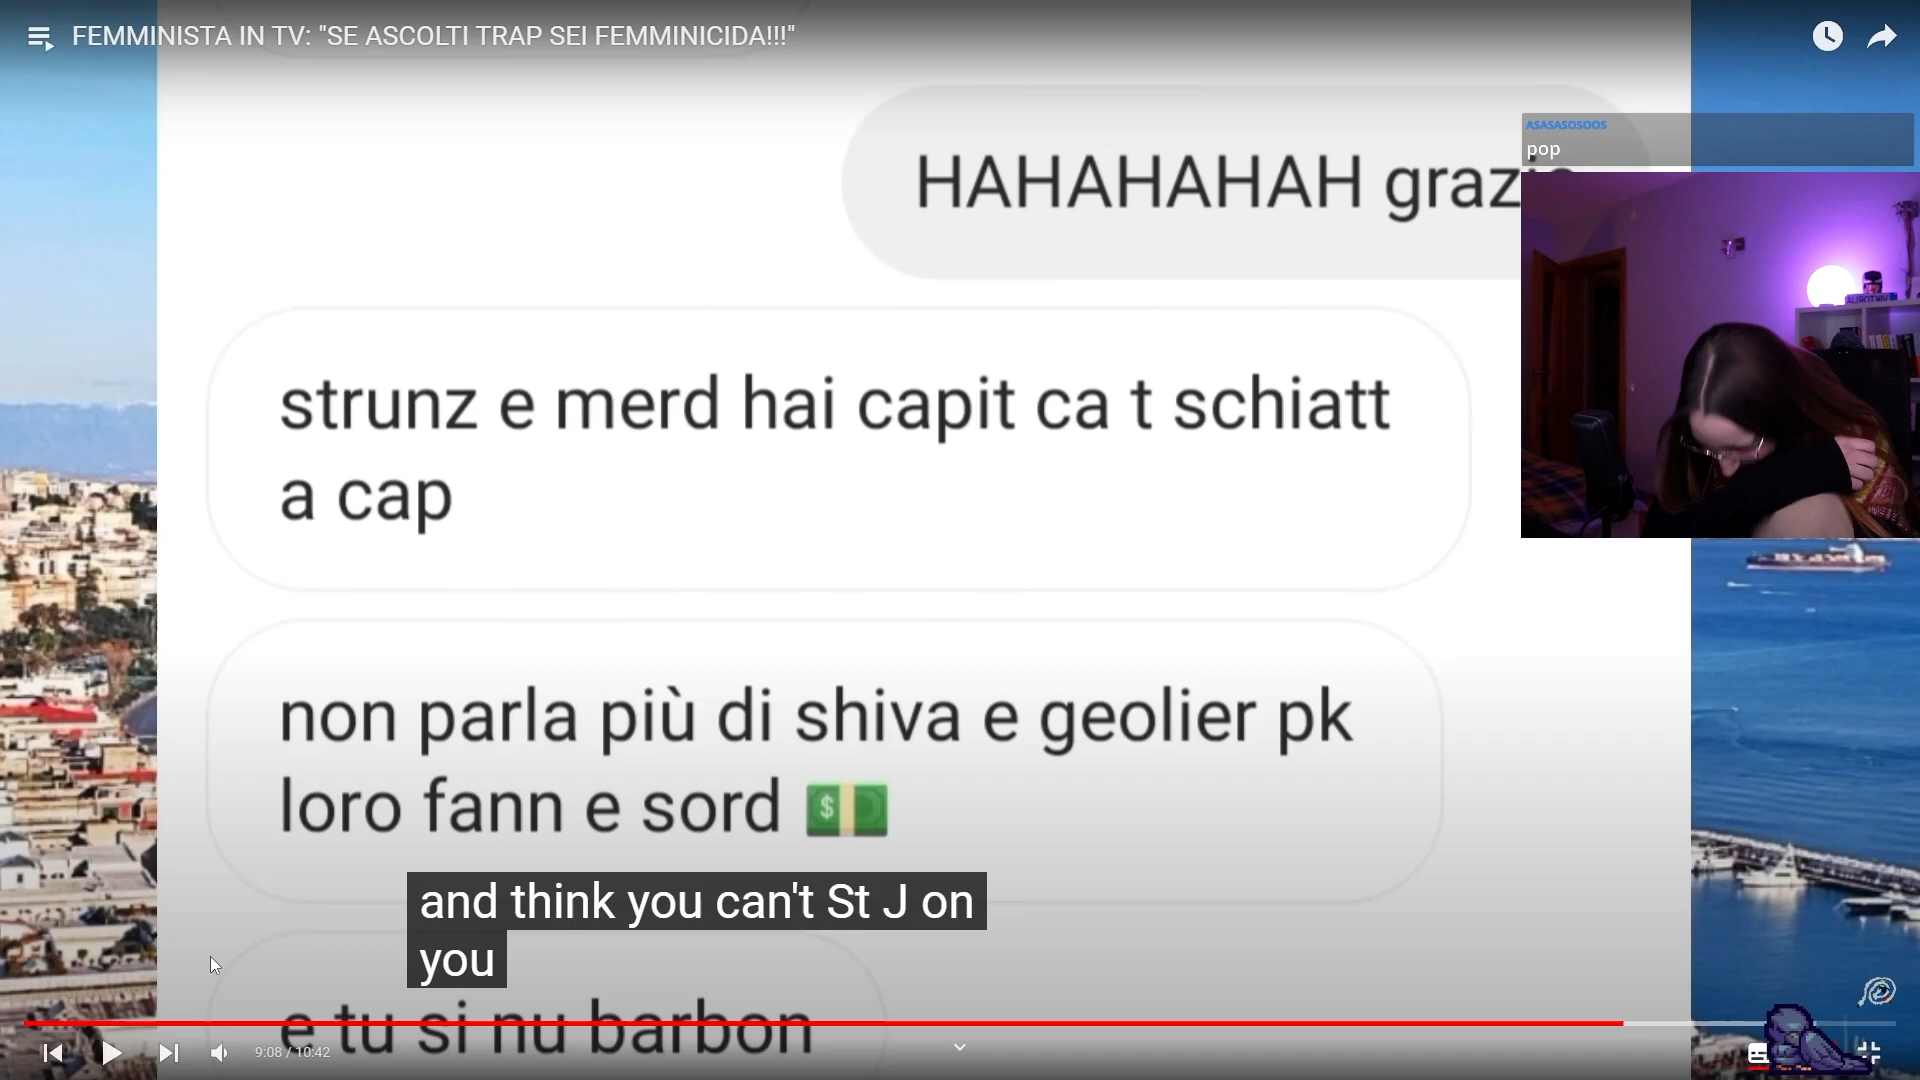 FEMMINISTA IN TV: "SE ASCOLTI TRAP SEI FEMMINICIDA!!!"
ASASASOSOOS
pop
HAHAHAHAH grazie
strunz e merd hai capit ca t schiatt
a cap
non parla più di shiva e geolier pk
loro fann e sord
and think you can't St J on
you
e tu si nu barbon
9:08 / 10:42